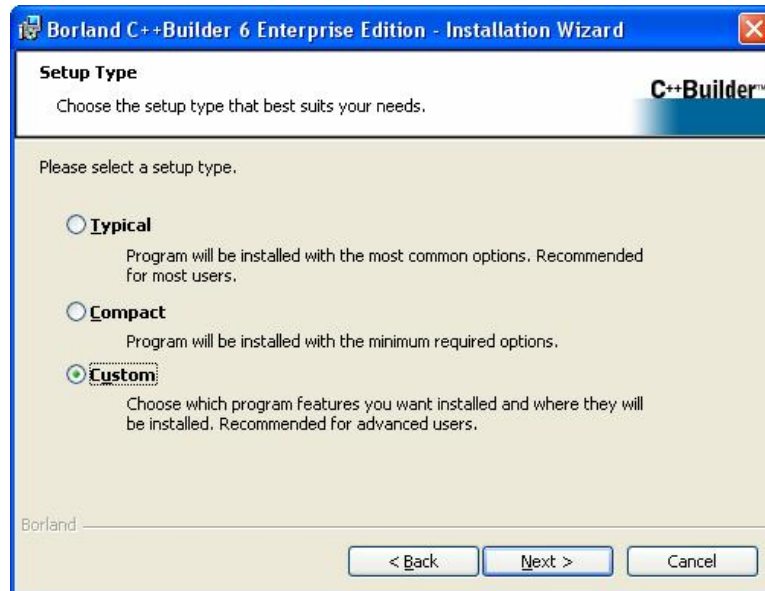 Borland C++Builder 6 Enterprise Edition - Installation Wizard
Setup Type
Choose the setup type that best suits your needs.
C++Builder™
Please select a setup type.
Typical
Program will be installed with the most common options. Recommended
for most users.
Compact
Program will be installed with the minimum required options.
Custom
Choose which program features you want installed and where they will
be installed. Recommended for advanced users.
Borland
< Back
Next >
Cancel